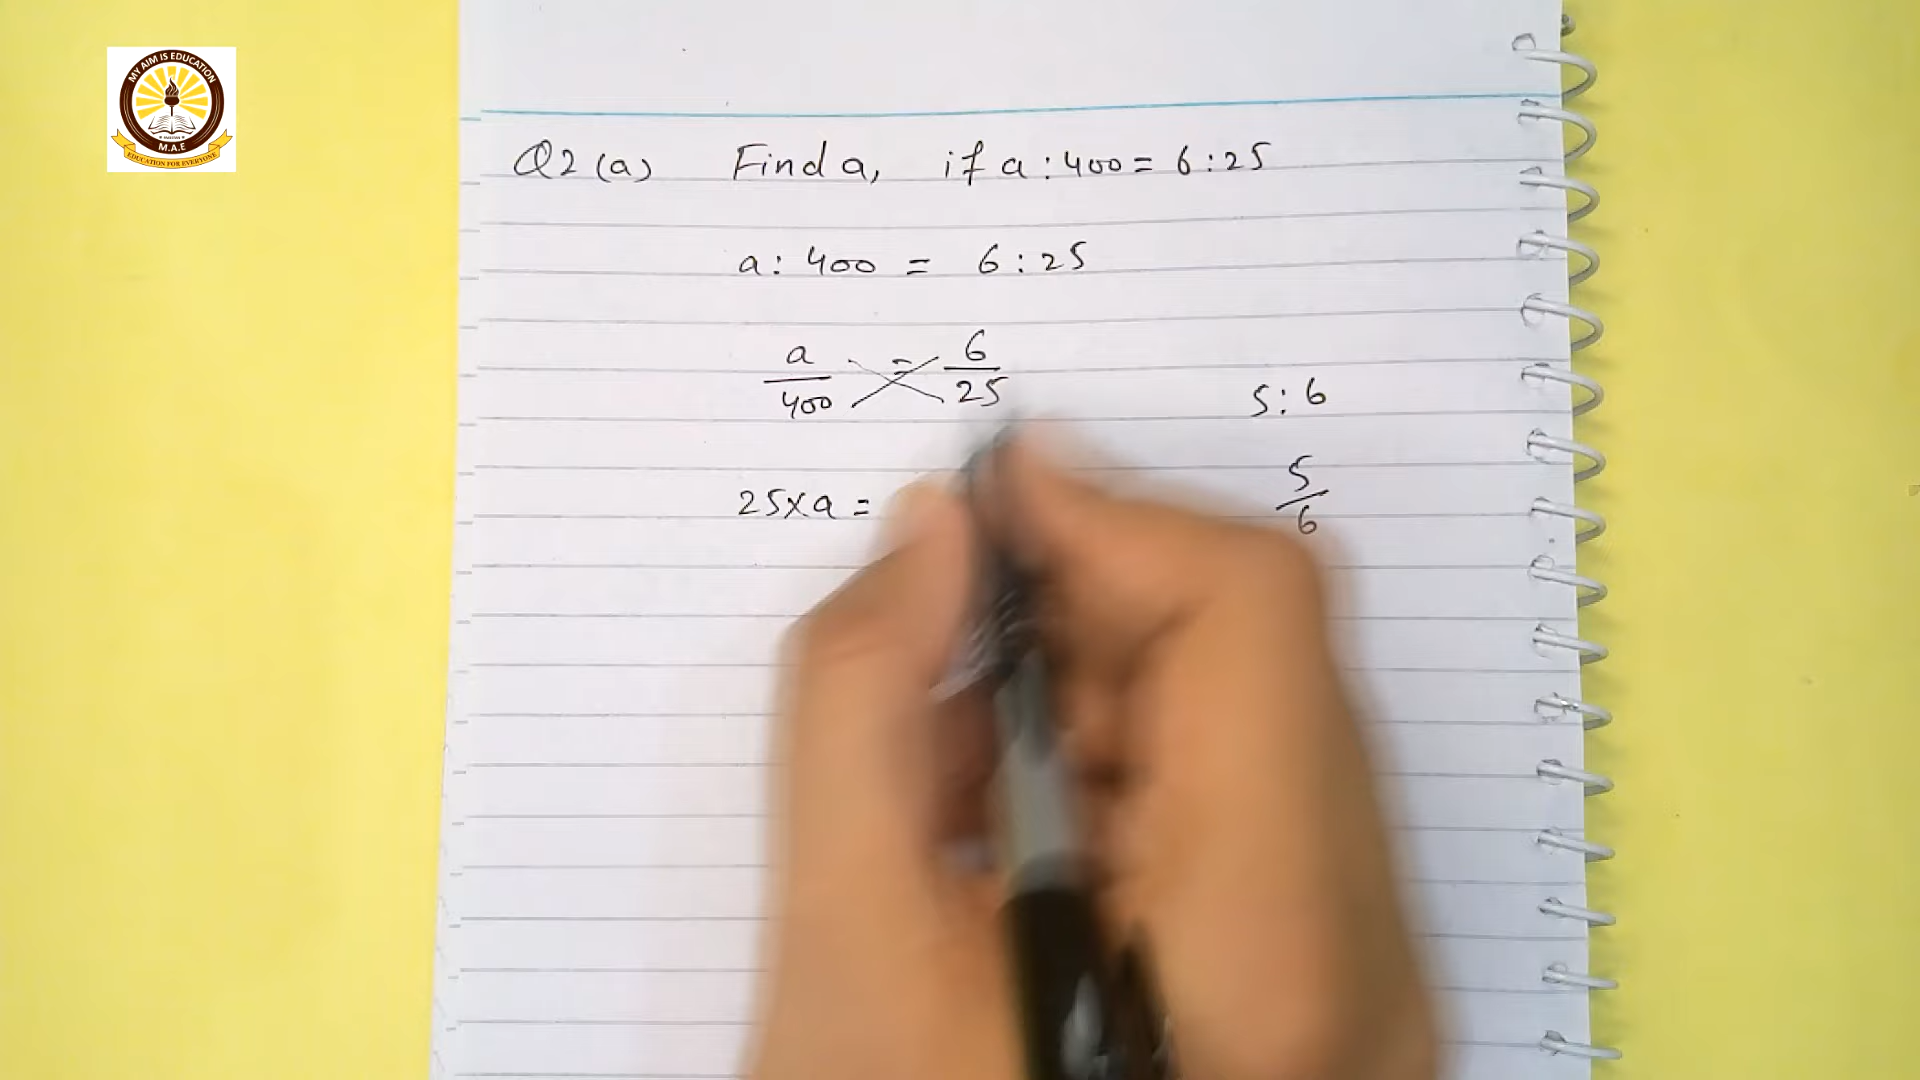 MY AIM IS EDUCATION
M.A.E
EDUCATION FOR EVERYONE
Q2 (a) Find a, if a : 400 = 6 : 25
a : 400 = 6 : 25
a/400 = 6/25
5 : 6
5/6
25 x a =